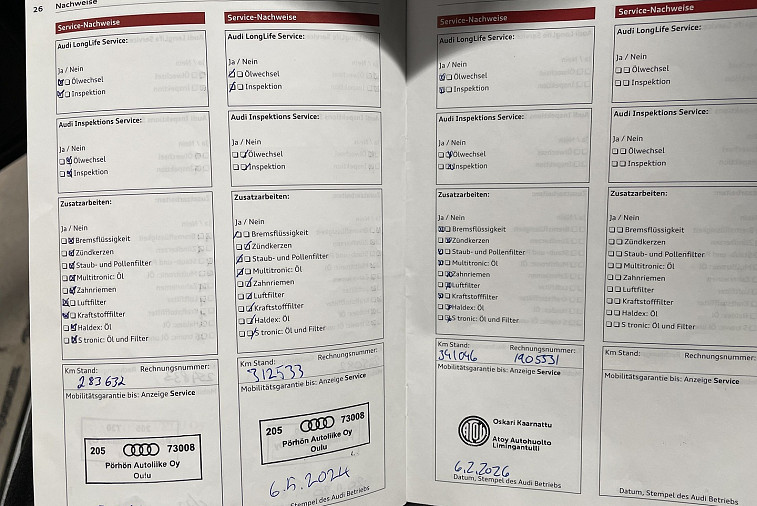 26 Nachweise
Service-Nachweise
Audi LongLife Service:
Ja / Nein
Ölwechsel
Inspektion
Audi Inspektions Service:
Ja / Nein
Ölwechsel
Inspektion
Zusatzarbeiten:
Ja / Nein
Bremsflüssigkeit
Zündkerzen
Staub- und Pollenfilter
Multitronic: Öl
Zahnriemen
Luftfilter
Kraftstofffilter
Haldex: Öl
S tronic: Öl und Filter
Km Stand: Rechnungsnummer:
283632
Mobilitätsgarantie bis: Anzeige Service
205 73008
Pörhön Autoliike Oy
Oulu
Service-Nachweise
Audi LongLife Service:
Ja / Nein
Ölwechsel
Inspektion
Audi Inspektions Service:
Ja / Nein
Ölwechsel
Inspektion
Zusatzarbeiten:
Ja / Nein
Bremsflüssigkeit
Zündkerzen
Staub- und Pollenfilter
Multitronic: Öl
Zahnriemen
Luftfilter
Kraftstofffilter
Haldex: Öl
S tronic: Öl und Filter
Km Stand: Rechnungsnummer:
312533
Mobilitätsgarantie bis: Anzeige Service
205 73008
Pörhön Autoliike Oy
Oulu
6.5.2024
Stempel des Audi Betriebs
Service-Nachweise
Audi LongLife Service:
Ja / Nein
Ölwechsel
Inspektion
Audi Inspektions Service:
Ja / Nein
Ölwechsel
Inspektion
Zusatzarbeiten:
Ja / Nein
Bremsflüssigkeit
Zündkerzen
Staub- und Pollenfilter
Multitronic: Öl
Zahnriemen
Luftfilter
Kraftstofffilter
Haldex: Öl
S tronic: Öl und Filter
Km Stand: Rechnungsnummer:
341046 1905531
Mobilitätsgarantie bis: Anzeige Service
Oskari Kaarnattu
Atoy Autohuolto
Limingantulli
6.2.2026
Datum, Stempel des Audi Betriebs
Service-Nachweise
Audi LongLife Service:
Ja / Nein
Ölwechsel
Inspektion
Audi Inspektions Service:
Ja / Nein
Ölwechsel
Inspektion
Zusatzarbeiten:
Ja / Nein
Bremsflüssigkeit
Zündkerzen
Staub- und Pollenfilter
Multitronic: Öl
Zahnriemen
Luftfilter
Kraftstofffilter
Haldex: Öl
S tronic: Öl und Filter
Km Stand: Rechnungsnummer:
Mobilitätsgarantie bis: Anzeige Service
Datum, Stempel des Audi Betriebs